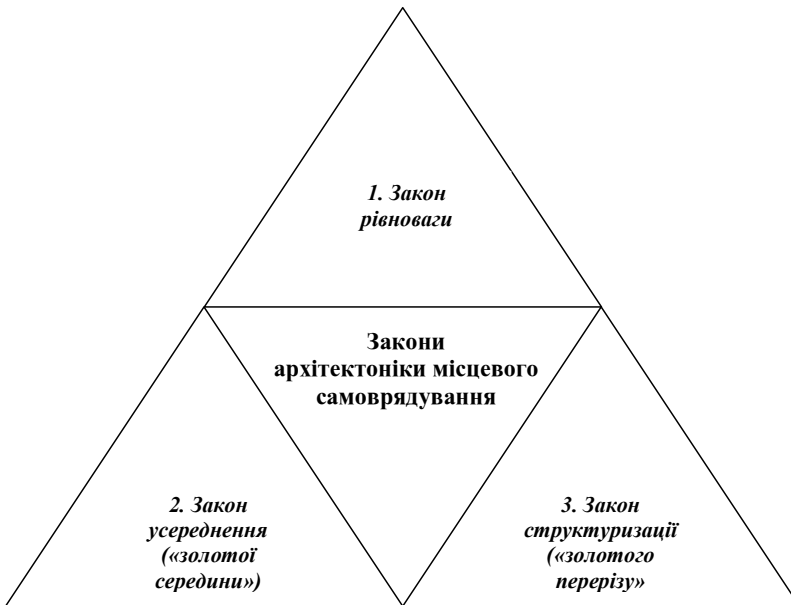 1. Закон
рівноваги
Закони
архітектоніки місцевого
самоврядування
2. Закон
усереднення
(«золотої
середини»)
3. Закон
структуризації
(«золотого
перерізу»